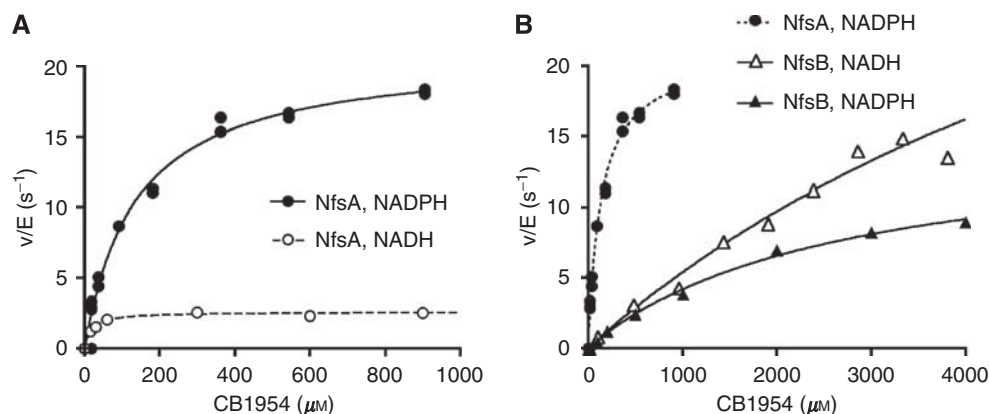 A
20
15
10
5
0
v/E (s⁻¹)
NfsA, NADPH
NfsA, NADH
0 200 400 600 800 1000
CB1954 (μM)
B
NfsA, NADPH
NfsB, NADH
NfsB, NADPH
20
15
10
5
0
v/E (s⁻¹)
0 1000 2000 3000 4000
CB1954 (μM)